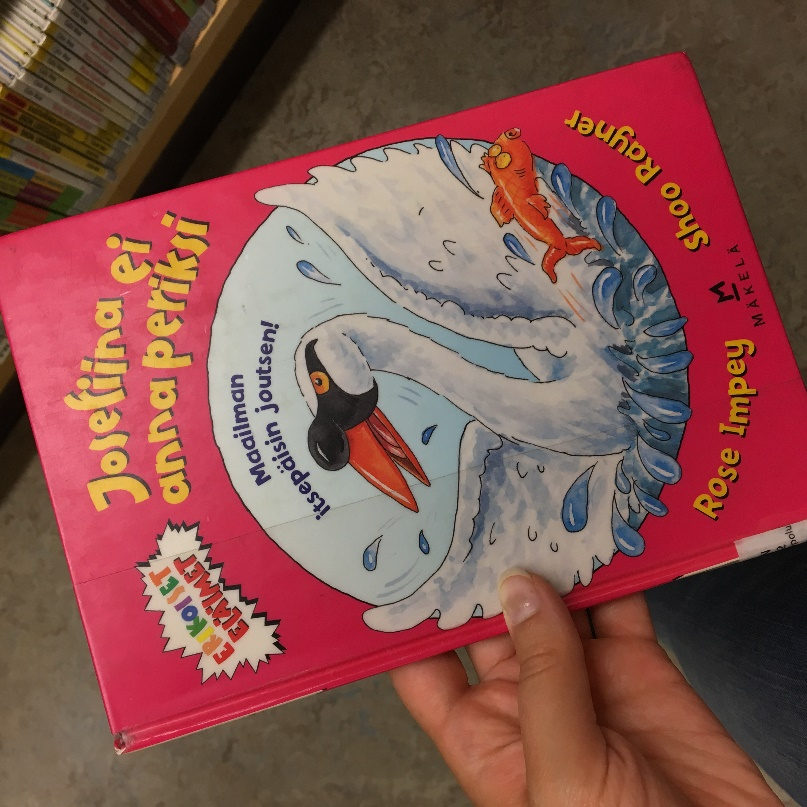 Josefiina ei
anna periksi
ERIKOISET
ELÄIMET
Maailman
itsepäisin joutsen!
Rose Impey
Shoo Rayner
M
MÄKELÄ